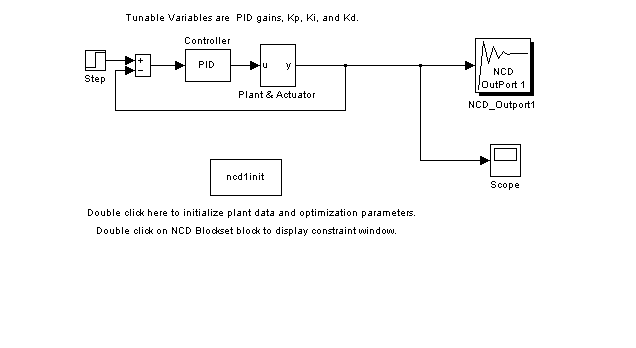 Tunable Variables are PID gains, Kp, Ki, and Kd.
Controller
+
−
PID
u y
NCD
OutPort 1
Step
Plant & Actuator
NCD_Outport1
ncd1init
Scope
Double click here to initialize plant data and optimization parameters.
Double click on NCD Blockset block to display constraint window.